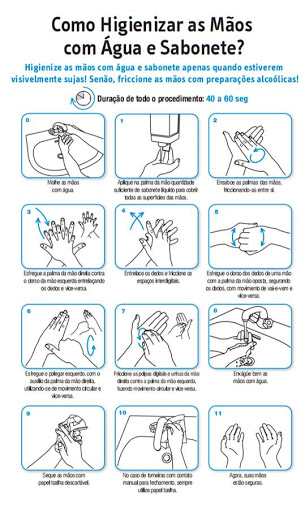 Como Higienizar as Mãos
com Água e Sabonete?
Higienize as mãos com água e sabonete apenas quando estiverem
visivelmente sujas! Senão, friccione as mãos com preparações alcoólicas!
Duração de todo o procedimento: 40 a 60 seg
0
Molhe as mãos
com água.
1
Aplique na palma da mão quantidade
suficiente de sabonete líquido para cobrir
todas as superfícies das mãos.
2
Ensaboe as palmas das mãos,
friccionando-as entre si.
3
Esfregue a palma da mão direita contra
o dorso da mão esquerda entrelaçando
os dedos e vice-versa.
4
Entrelace os dedos e friccione os
espaços interdigitais.
5
Esfregue o dorso dos dedos de uma mão
com a palma da mão oposta, segurando
os dedos, com movimento de vai-e-vem e
vice-versa.
6
Esfregue o polegar esquerdo, com o
auxílio da palma da mão direita,
utilizando-se de movimento circular e
vice-versa.
7
Friccione as polpas digitais e unhas da mão
direita contra a palma da mão esquerda,
fazendo movimento circular e vice-versa.
8
Enxágue bem as
mãos com água.
9
Seque as mãos com
papel toalha descartável.
10
No caso de torneiras com contato
manual para fechamento, sempre
utilize papel toalha.
11
Agora, suas mãos
estão seguras.